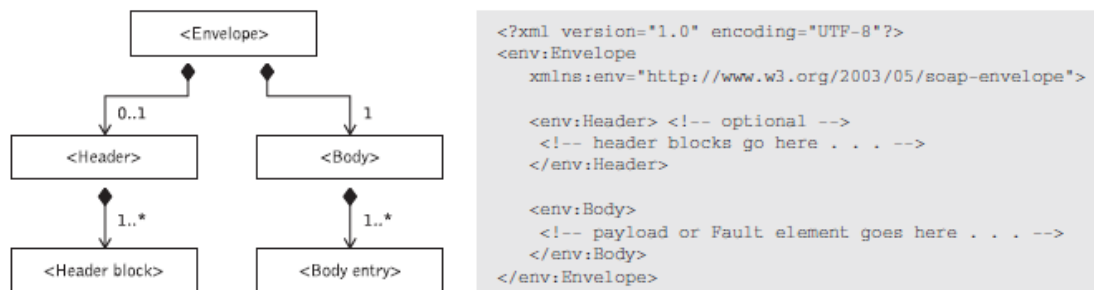 <Envelope>
0..1
1
<Header>
<Body>
1..*
1..*
<Header block>
<Body entry>
<?xml version="1.0" encoding="UTF-8"?>
<env:Envelope
xmlns:env="http://www.w3.org/2003/05/soap-envelope">
<env:Header> <!-- optional -->
<!-- header blocks go here . . . -->
</env:Header>
<env:Body>
<!-- payload or Fault element goes here . . . -->
</env:Body>
</env:Envelope>